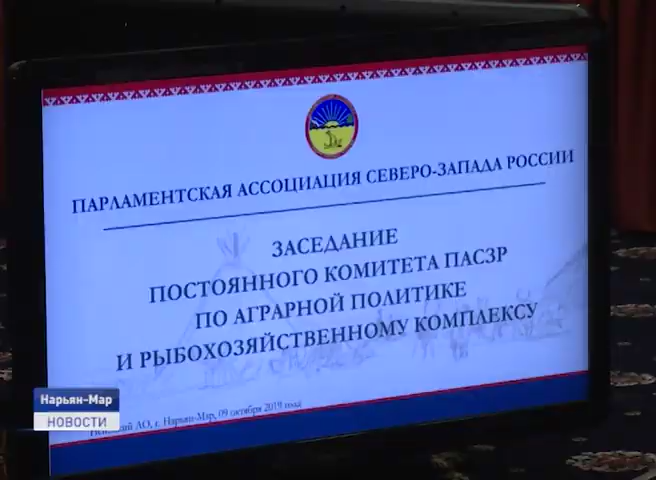 ПАРЛАМЕНТСКАЯ АССОЦИАЦИЯ СЕВЕРО-ЗАПАДА РОССИИ
ЗАСЕДАНИЕ
ПОСТОЯННОГО КОМИТЕТА ПАСЗР
ПО АГРАРНОЙ ПОЛИТИКЕ
И РЫБОХОЗЯЙСТВЕННОМУ КОМПЛЕКСУ
АО, г. Нарьян-Мар, 09 октября 2019 года
Нарьян-Мар
НОВОСТИ